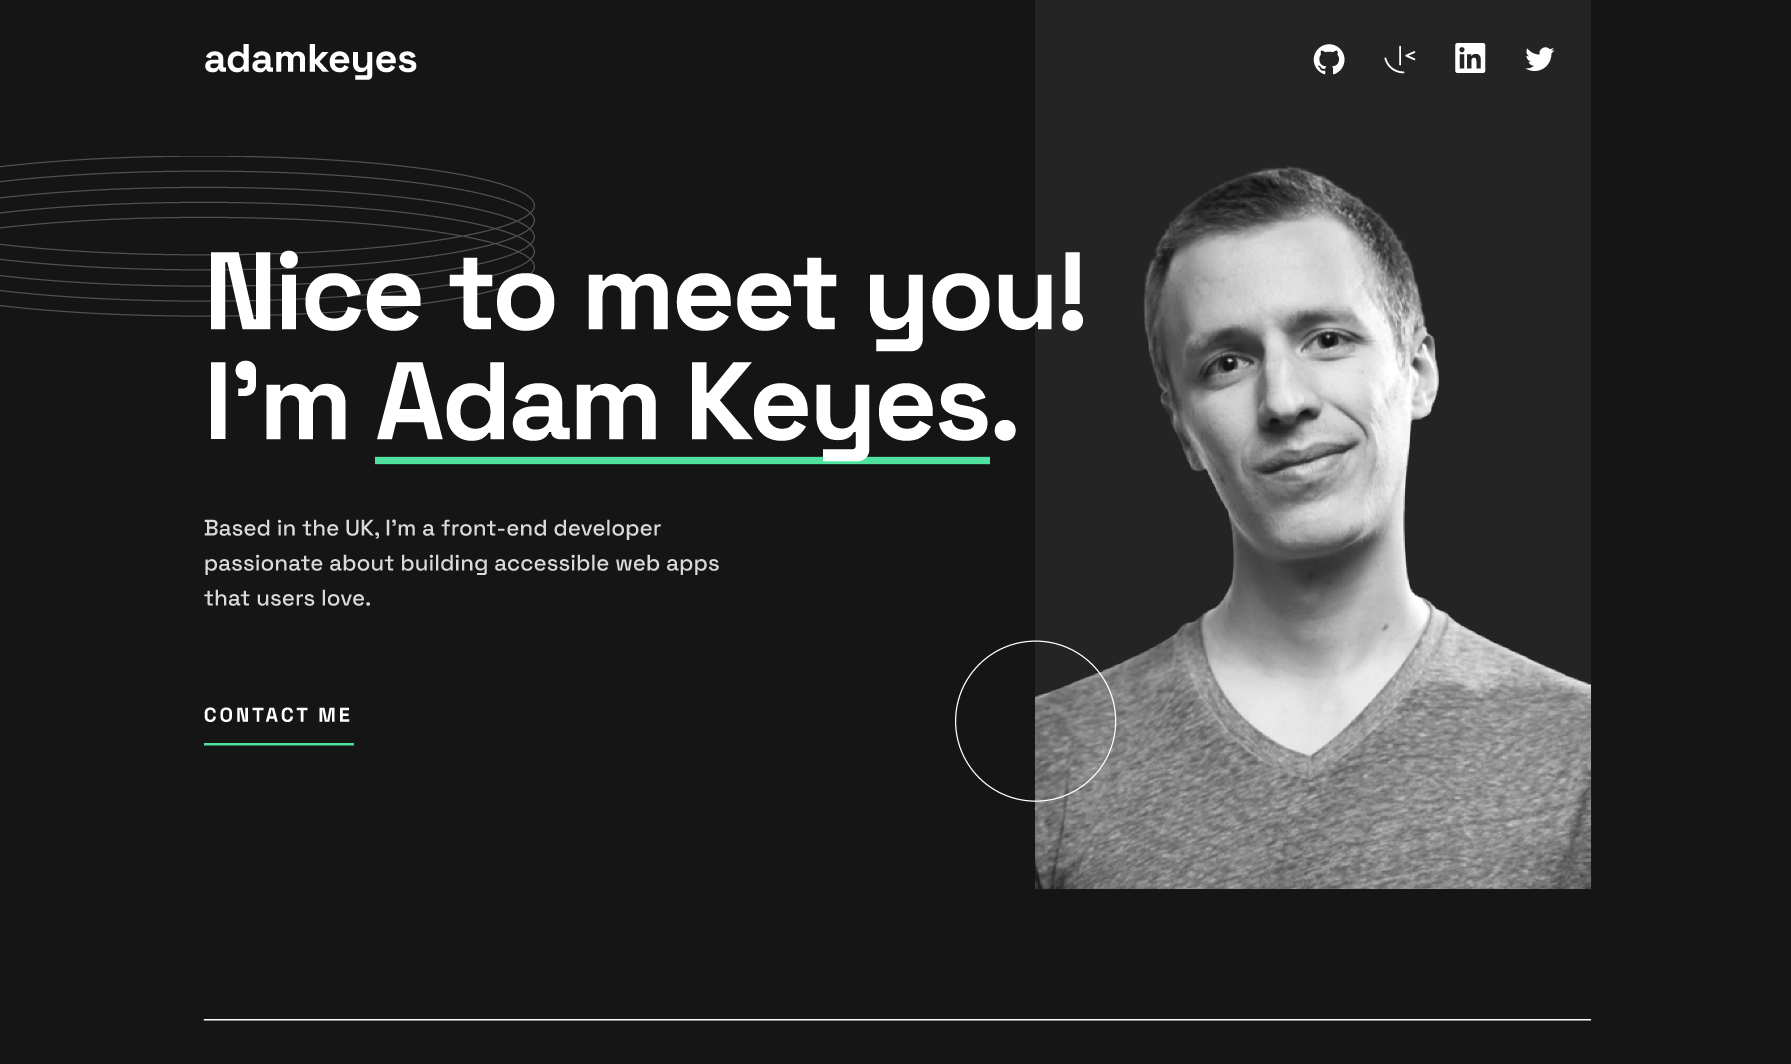 adamkeyes
Nice to meet you!
I’m Adam Keyes.
Based in the UK, I’m a front-end developer
passionate about building accessible web apps
that users love.
CONTACT ME